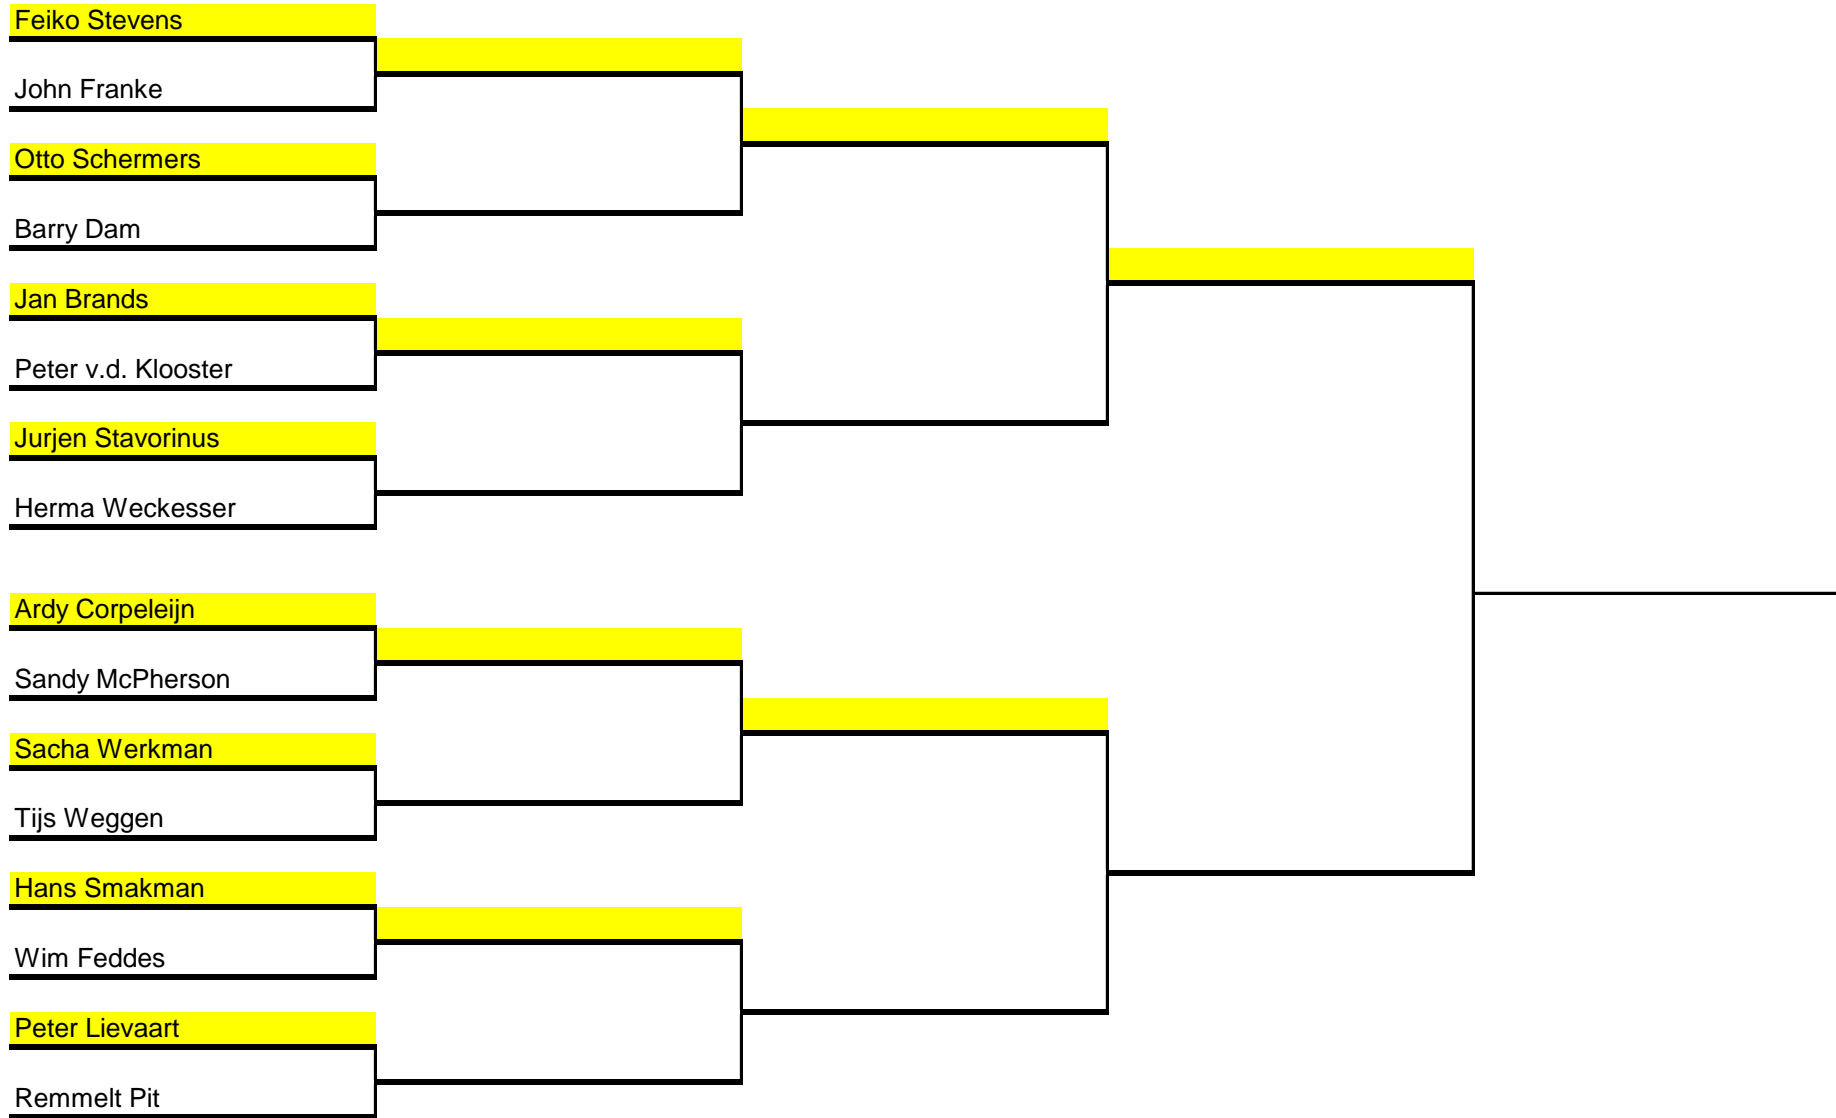 Feiko Stevens
John Franke
Otto Schermers
Barry Dam
Jan Brands
Peter v.d. Klooster
Jurjen Stavorinus
Herma Weckesser
Ardy Corpeleijn
Sandy McPherson
Sacha Werkman
Tijs Weggen
Hans Smakman
Wim Feddes
Peter Lievaart
Remmelt Pit